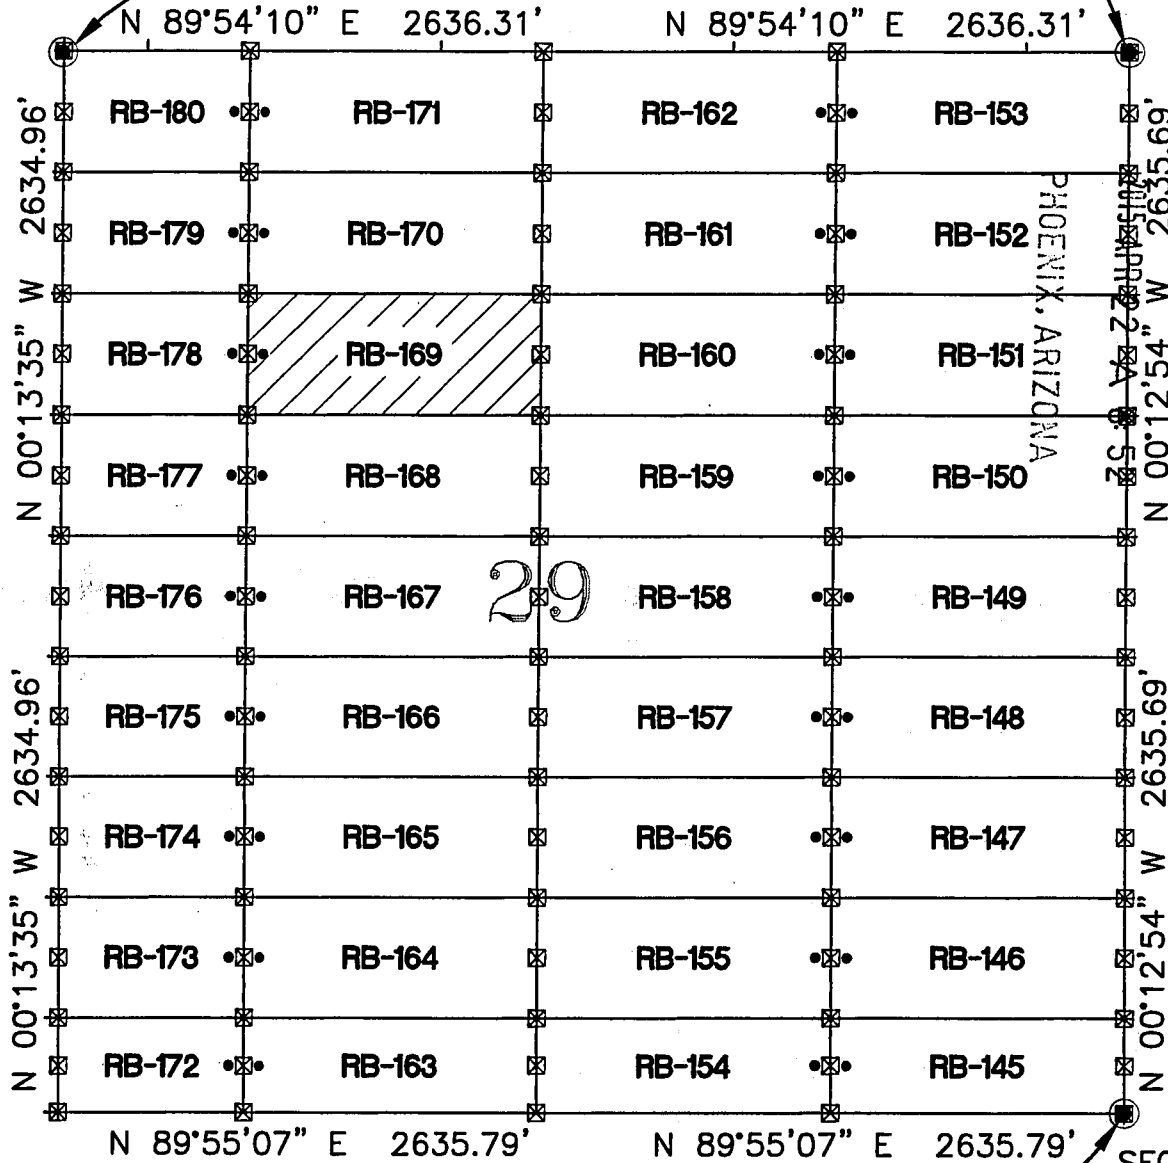 N 89°54'10" E 2636.31' N 89°54'10" E 2636.31'
N 00°13'35" W 2634.96'
N 00°12'54" W 2635.69'
RB-180 RB-171 RB-162 RB-153
RB-179 RB-170 RB-161 RB-152
RB-178 RB-169 RB-160 RB-151
RB-177 RB-168 RB-159 RB-150
PHOENIX, ARIZONA
29
RB-176 RB-167 RB-158 RB-149
RB-175 RB-166 RB-157 RB-148
RB-174 RB-165 RB-156 RB-147
RB-173 RB-164 RB-155 RB-146
RB-172 RB-163 RB-154 RB-145
N 00°13'35" W 2634.96'
N 00°12'54" W 2635.69'
N 89°55'07" E 2635.79' N 89°55'07" E 2635.79'